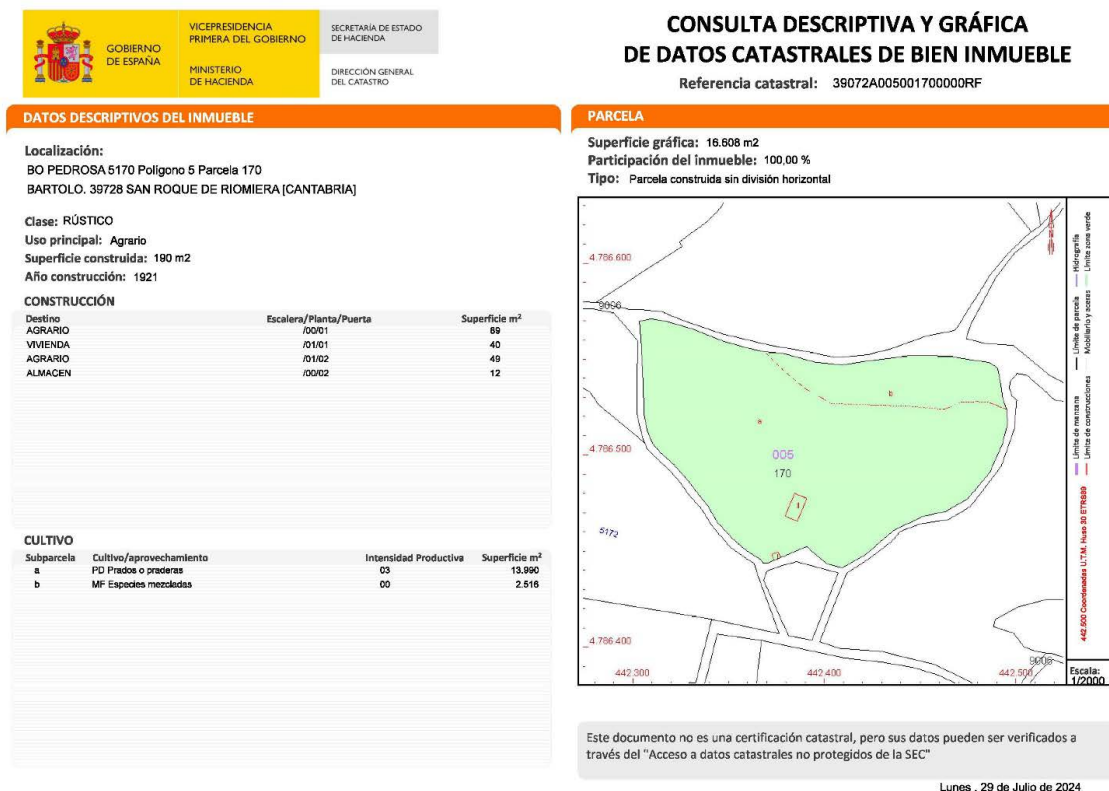 GOBIERNO
DE ESPAÑA
VICEPRESIDENCIA
PRIMERA DEL GOBIERNO
MINISTERIO
DE HACIENDA
SECRETARÍA DE ESTADO
DE HACIENDA
DIRECCIÓN GENERAL
DEL CATASTRO
CONSULTA DESCRIPTIVA Y GRÁFICA
DE DATOS CATASTRALES DE BIEN INMUEBLE
Referencia catastral: 39072A005001700000RF
DATOS DESCRIPTIVOS DEL INMUEBLE
Localización:
BO PEDROSA 5170 Polígono 5 Parcela 170
BARTOLO. 39728 SAN ROQUE DE RIOMIERA [CANTABRIA]
Clase: RÚSTICO
Uso principal: Agrario
Superficie construida: 190 m2
Año construcción: 1921
CONSTRUCCIÓN
Destino Escalera/Planta/Puerta Superficie m²
AGRARIO /00/01 89
VIVIENDA /01/01 40
AGRARIO /01/02 49
ALMACEN /00/02 12
CULTIVO
Subparcela Cultivo/aprovechamiento Intensidad Productiva Superficie m²
a PD Prados o praderas 03 13.990
b MF Especies mezcladas 00 2.516
PARCELA
Superficie gráfica: 16.608 m2
Participación del inmueble: 100,00 %
Tipo: Parcela construida sin división horizontal
4.786.600
9006
b
a
4.786.500
005
170
I
5172
4.786.400
9006
442.300
442.400
442.500
442.500 Coordenadas U.T.M. Huso 30 ETRS89
Límite de manzana
Límite de parcela
Hidrografía
Límite de construcciones
Mobiliario y aceras
Límite zona verde
Escala:
1/2000
Este documento no es una certificación catastral, pero sus datos pueden ser verificados a
través del "Acceso a datos catastrales no protegidos de la SEC"
Lunes , 29 de Julio de 2024